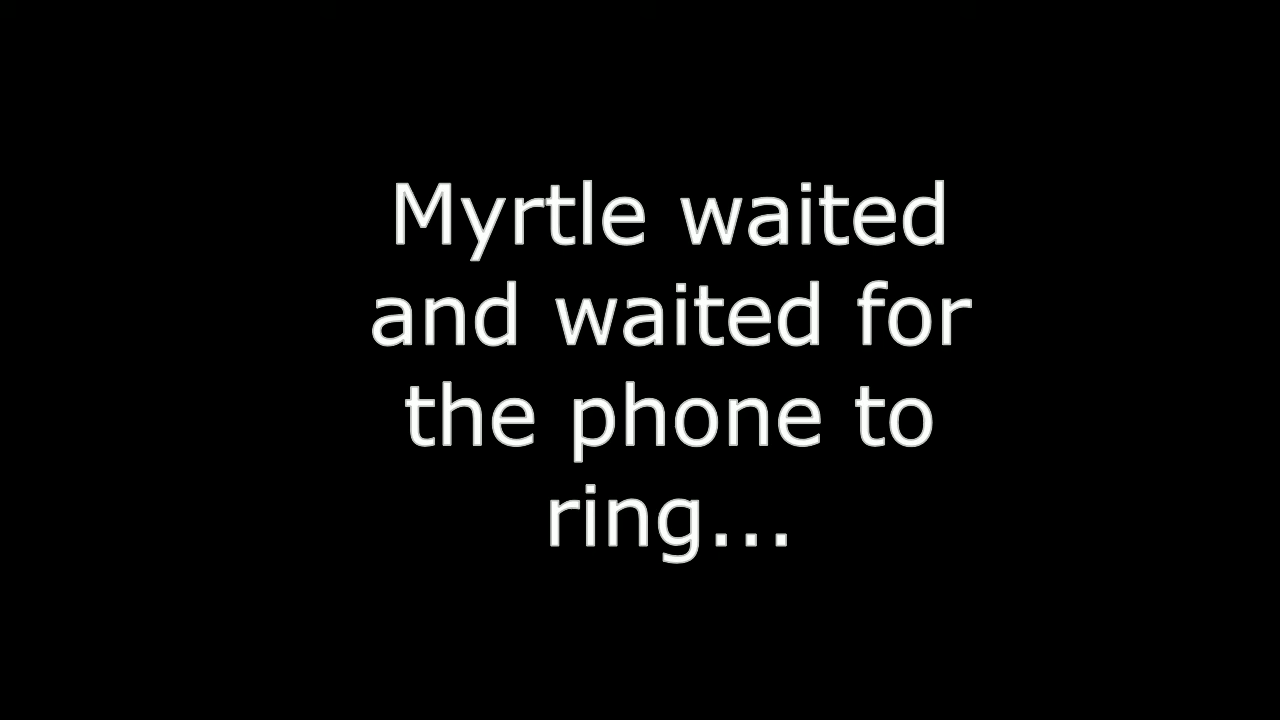 Myrtle waited
and waited for
the phone to
ring...